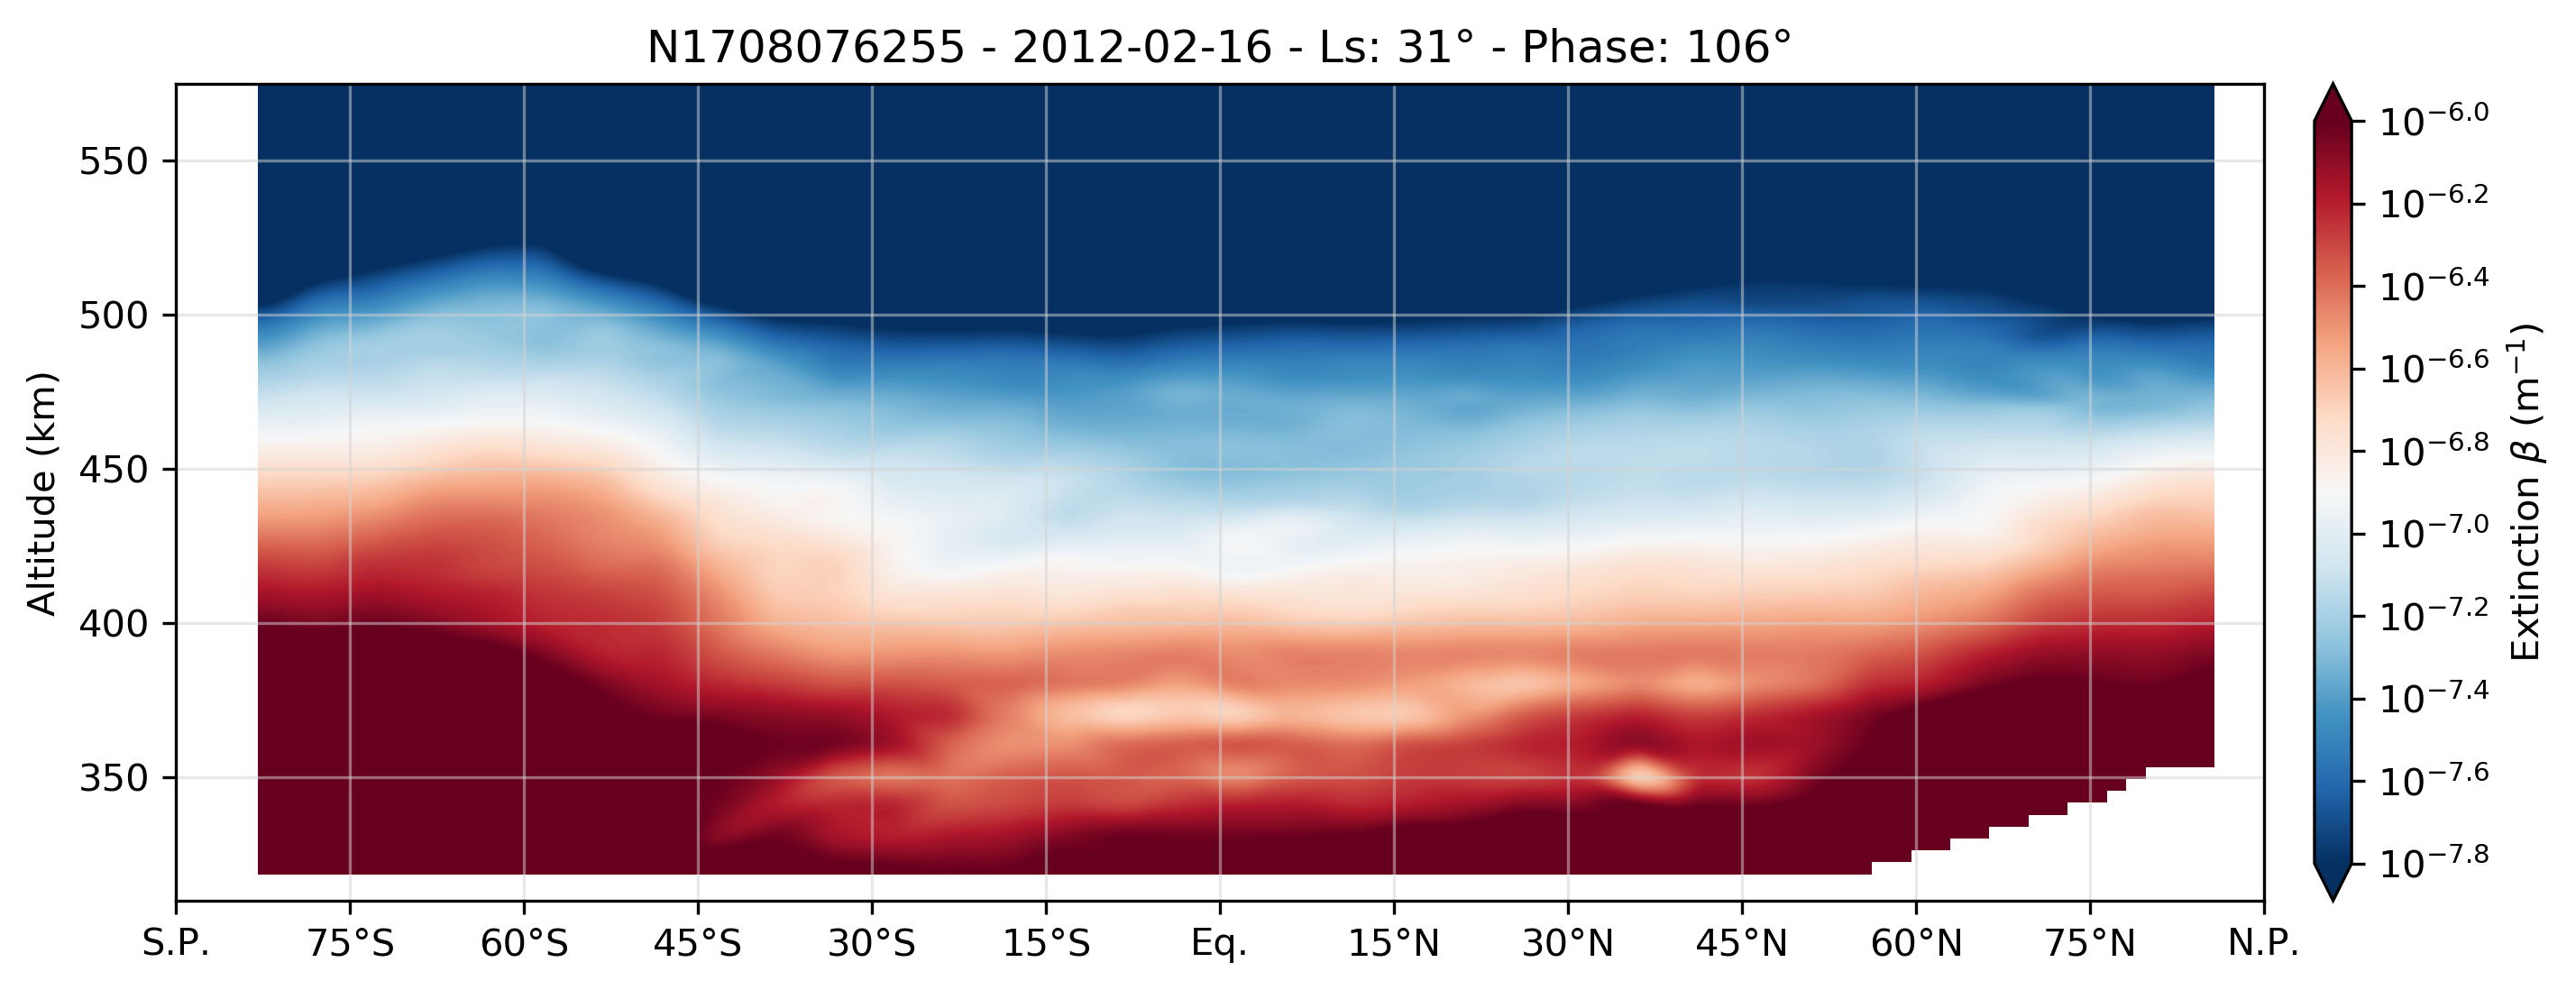 N1708076255 - 2012-02-16 - Ls: 31° - Phase: 106°
Altitude (km)
550
500
450
400
350
S.P.
75°S
60°S
45°S
30°S
15°S
Eq.
15°N
30°N
45°N
60°N
75°N
N.P.
10⁻⁶·⁰
10⁻⁶·²
10⁻⁶·⁴
10⁻⁶·⁶
10⁻⁶·⁸
10⁻⁷·⁰
10⁻⁷·²
10⁻⁷·⁴
10⁻⁷·⁶
10⁻⁷·⁸
Extinction β (m⁻¹)